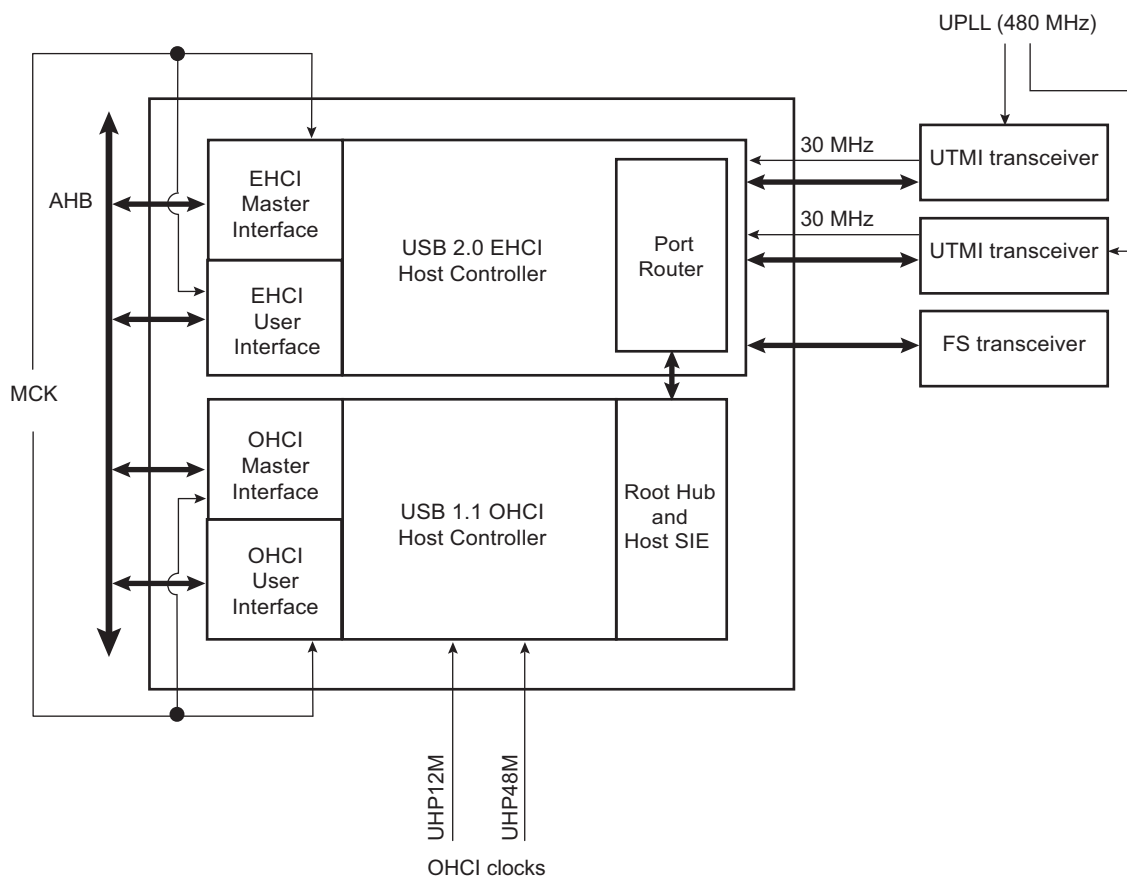 UPLL (480 MHz)
AHB
MCK
EHCI
Master
Interface
EHCI
User
Interface
USB 2.0 EHCI
Host Controller
Port
Router
30 MHz
UTMI transceiver
30 MHz
UTMI transceiver
FS transceiver
OHCI
Master
Interface
OHCI
User
Interface
USB 1.1 OHCI
Host Controller
Root Hub
and
Host SIE
UHP12M
UHP48M
OHCI clocks